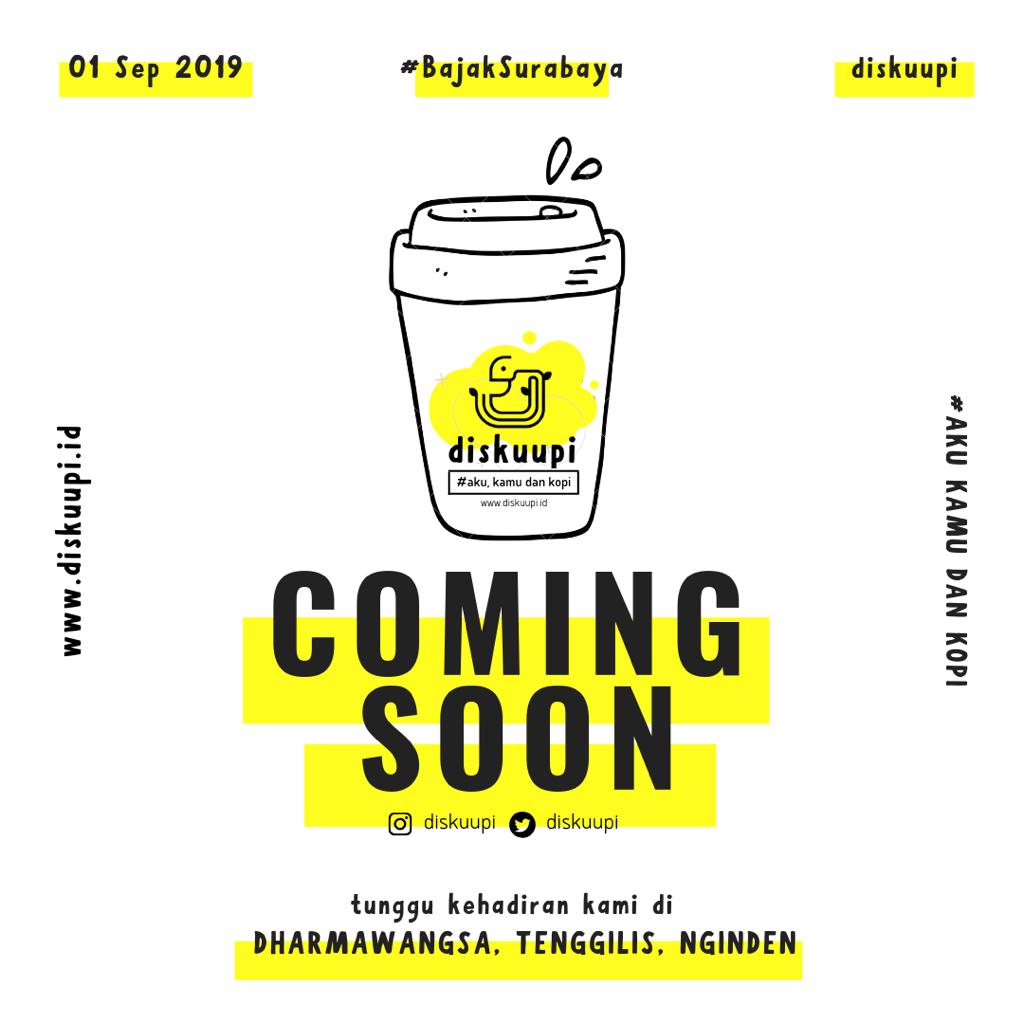 01 Sep 2019
#BajakSurabaya
diskuupi
diskuupi
#aku, kamu dan kopi
www.diskuupi.id
www.diskuupi.id
#AKU KAMU DAN KOPI
COMING
SOON
diskuupi diskuupi
tunggu kehadiran kami di
DHARMAWANGSA, TENGGILIS, NGINDEN